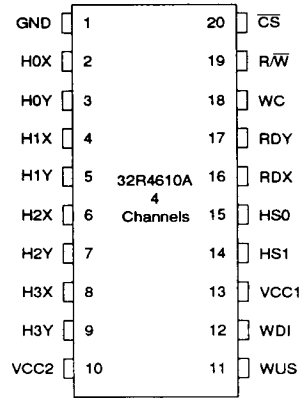 GND 1 20 C̅S̅
H0X 2 19 R/W̅
H0Y 3 18 WC
H1X 4 17 RDY
H1Y 5 32R4610A 16 RDX
4
H2X 6 Channels 15 HS0
H2Y 7 14 HS1
H3X 8 13 VCC1
H3Y 9 12 WDI
VCC2 10 11 WUS